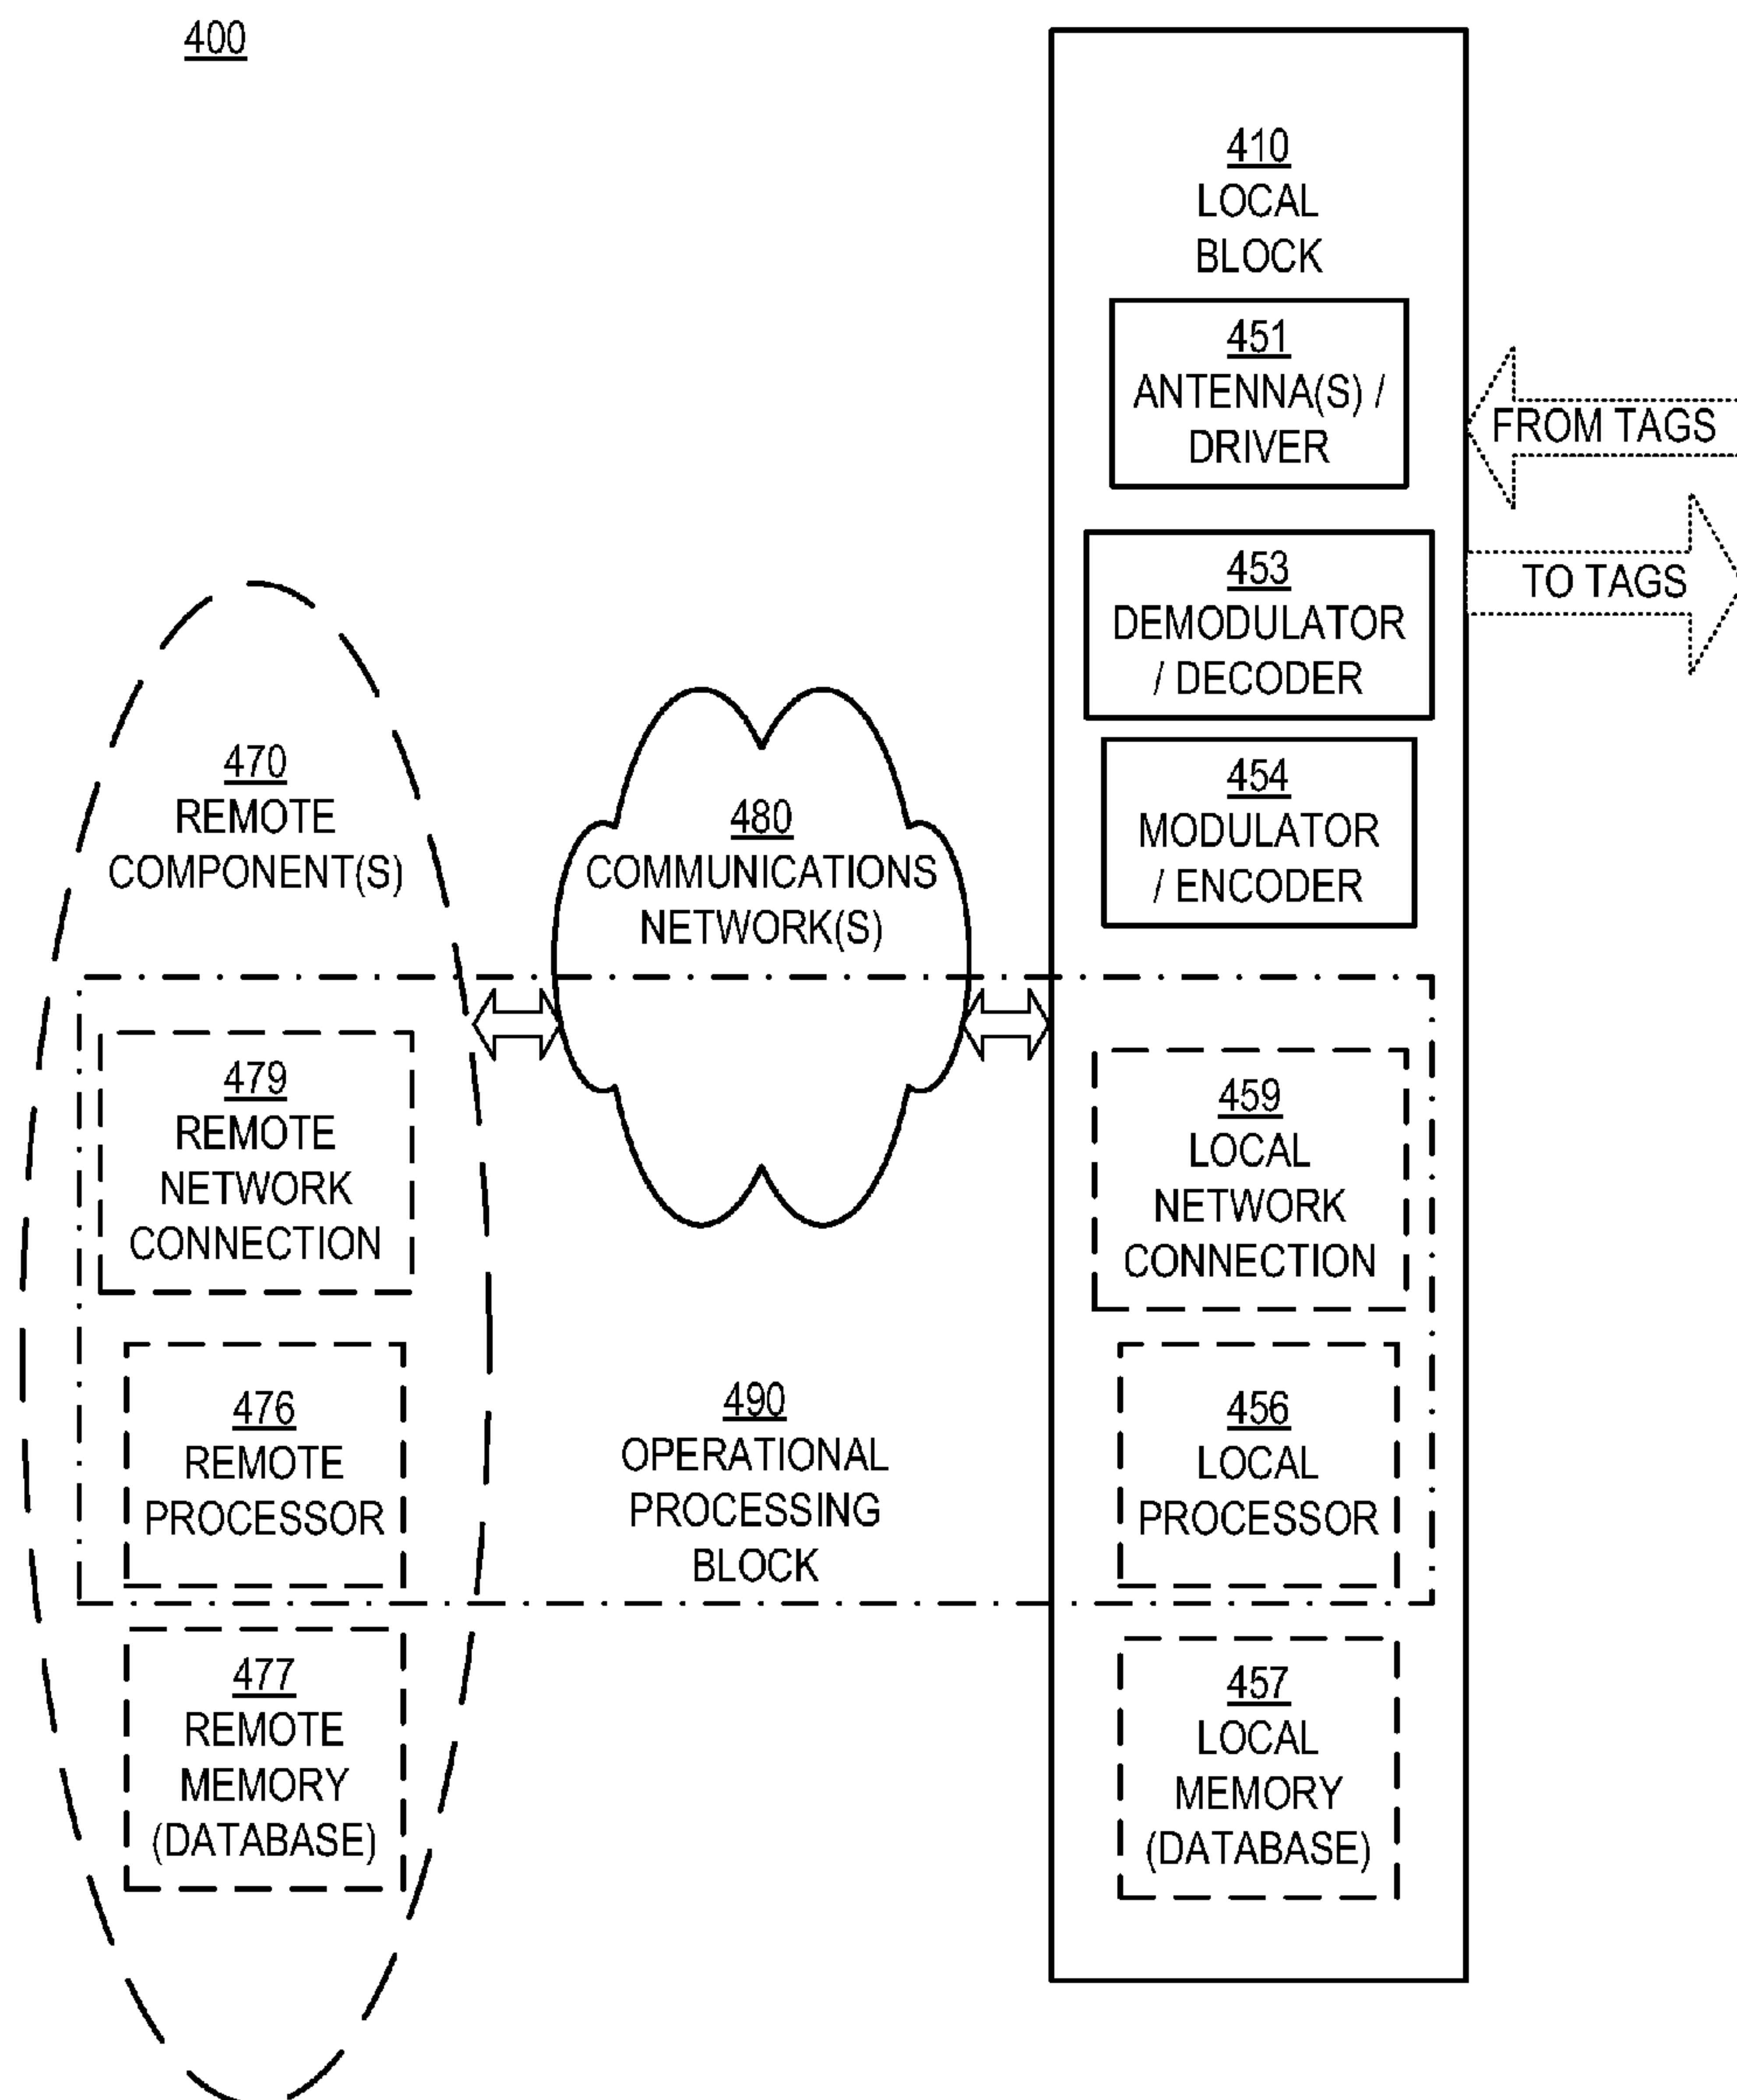 400
410
LOCAL
BLOCK
451
ANTENNA(S) /
DRIVER
FROM TAGS
453
DEMODULATOR
/ DECODER
TO TAGS
454
MODULATOR
/ ENCODER
470
REMOTE
COMPONENT(S)
480
COMMUNICATIONS
NETWORK(S)
479
REMOTE
NETWORK
CONNECTION
459
LOCAL
NETWORK
CONNECTION
476
REMOTE
PROCESSOR
490
OPERATIONAL
PROCESSING
BLOCK
456
LOCAL
PROCESSOR
477
REMOTE
MEMORY
(DATABASE)
457
LOCAL
MEMORY
(DATABASE)